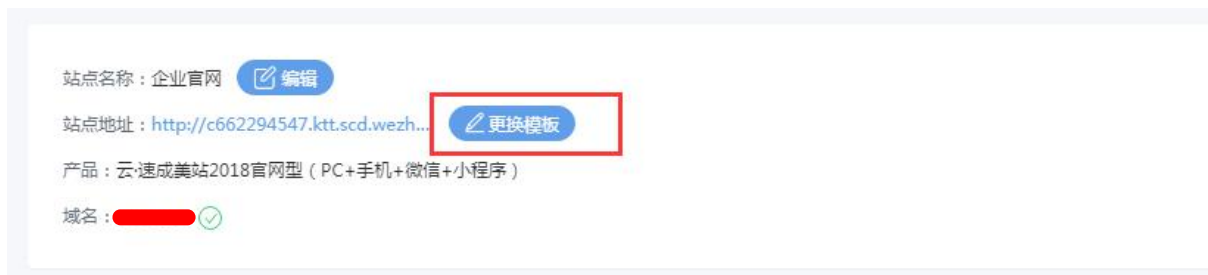 站点名称：企业官网 编辑
站点地址：http://c662294547.ktt.scd.wezh... 更换模板
产品：云·速成美站2018官网型（PC+手机+微信+小程序）
域名：